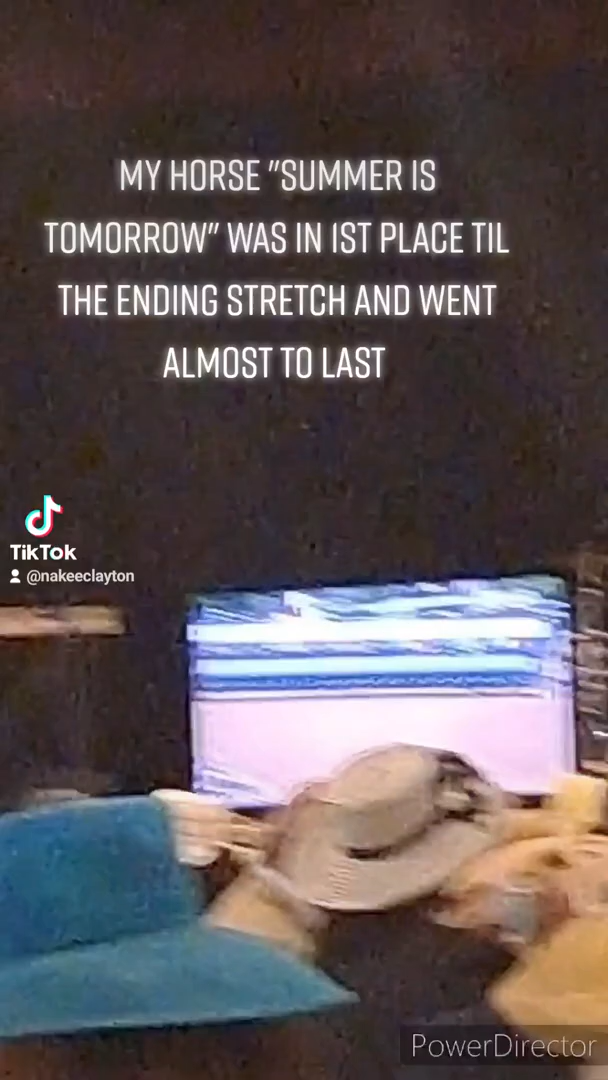 MY HORSE "SUMMER IS
TOMORROW" WAS IN 1ST PLACE TIL
THE ENDING STRETCH AND WENT
ALMOST TO LAST
TikTok
@nakeeclayton
PowerDirector